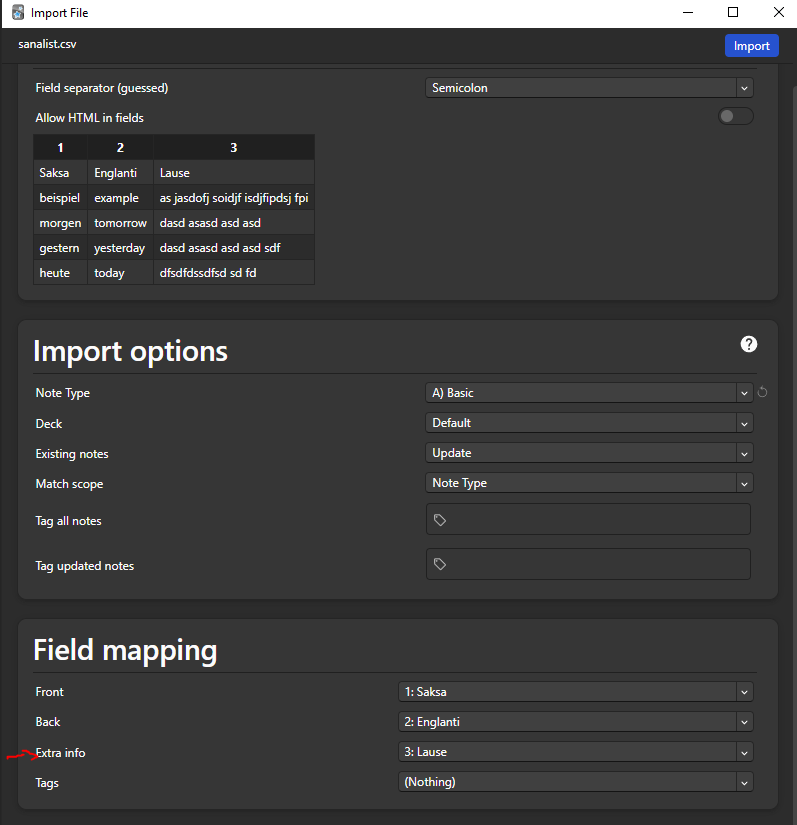 Import File
sanalist.csv
Import
Field separator (guessed) Semicolon
Allow HTML in fields
1 2 3
Saksa Englanti Lause
beispiel example as jasdofj soidjf isdjfipdsj fpi
morgen tomorrow dasd asasd asd asd
gestern yesterday dasd asasd asd asd sdf
heute today dfsdfdssdfsd sd fd
Import options ?
Note Type A) Basic
Deck Default
Existing notes Update
Match scope Note Type
Tag all notes
Tag updated notes
Field mapping
Front 1: Saksa
Back 2: Englanti
Extra info 3: Lause
Tags (Nothing)